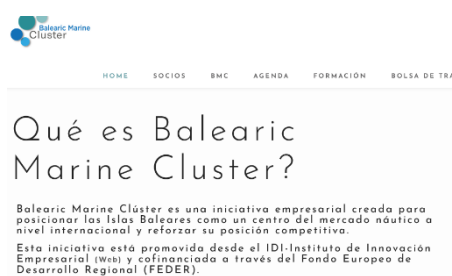 Balearic Marine
Cluster
HOME SOCIOS BMC AGENDA FORMACIÓN BOLSA DE TRA
Qué es Balearic
Marine Cluster?
Balearic Marine Clúster es una iniciativa empresarial creada para
posicionar las Islas Baleares como un centro del mercado náutico a
nivel internacional y reforzar su posición competitiva.
Esta iniciativa está promovida desde el IDI-Instituto de Innovación
Empresarial (Web) y cofinanciada a través del Fondo Europeo de
Desarrollo Regional (FEDER).